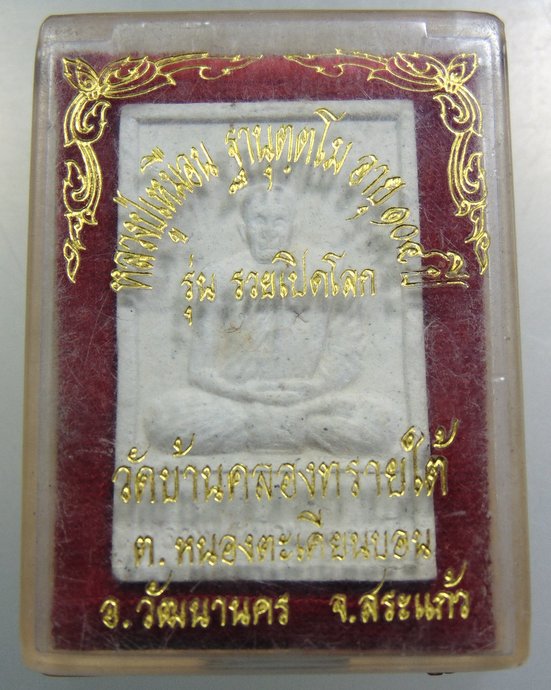 หลวงปู่เหมือน ฐานุตฺตโม อายุ ๑๐๔ ปี
รุ่น รวยเปิดโลก
วัดบ้านคลองทรายใต้
ต.หนองตะเคียนบอน
อ.วัฒนานคร จ.สระแก้ว